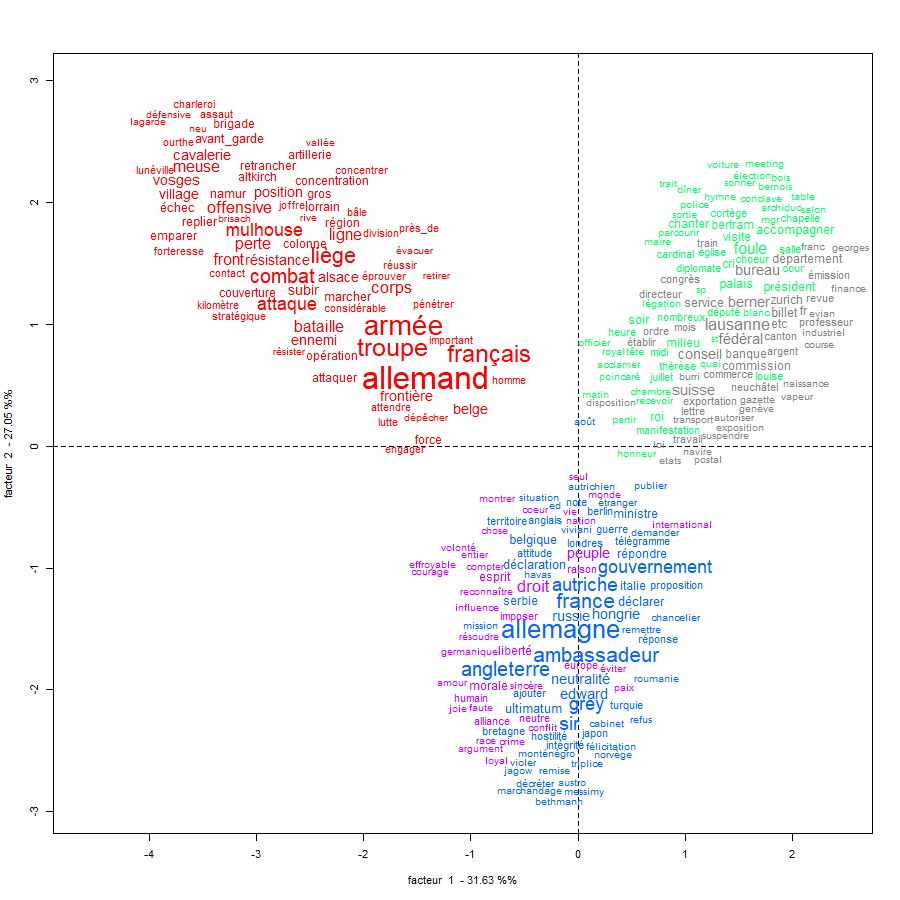 3
2
1
0
-1
-2
-3
-4
-3
-2
-1
0
1
2
facteur 2 - 27.05 %%
facteur 1 - 31.63 %%
charleroi
défensive assaut
lagarde brigade
neu
ourthe avant_garde
vallée
cavalerie artillerie
lunéville meuse retrancher concentrer
vosges altkirch concentration
village namur position gros
échec offensive joffre lorrain
bâle
replier brisach rive région
mulhouse près_de
emparer ligne division
perte colonne
forteresse liège évacuer
front résistance réussir
contact combat alsace éprouver retirer
couverture subir corps
kilomètre attaque marcher pénétrer
considérable
stratégique
bataille armée
ennemi important
résister opération troupe français
attaquer allemand homme
frontière
attendre belge
lutte dépêcher
force
engager
voiture meeting
élection bois
trait sonner bernois
dîner
hymne conclave table
police archiduc salon
sortie cortège mgr chapelle
chanter bertram accompagner
parcourir visite
maire train foule salle franc georges
cardinal église choeur département
diplomate cri bureau cour émission
congrès
sp palais président finance
directeur
légation service berner zurich revue
député blanc billet fr evian
soir nombreux
heure ordre mois lausanne etc professeur
industriel
officier établir milieu st fédéral canton course
royal tête midi conseil banque argent
acclamer thérèse quai commission
poincaré juillet burri commerce louise
chambre suisse neuchâtel naissance
matin
disposition recevoir exportation gazette vapeur
lettre genève
août partir roi transport autoriser
manifestation exposition
loi travail suspendre
honneur navire
etats postal
seul
autrichien publier
montrer situation note monde
ed étranger
coeur vie berlin ministre
territoire anglais nation
chose viviani guerre international
demander
belgique londres télégramme
volonté attitude peuple répondre
entier
effroyable compter déclaration raison gouvernement
courage esprit havas
droit autriche italie proposition
reconnaître
serbie france déclarer
influence
imposer russie hongrie chancelier
mission allemagne remettre
résoudre réponse
germanique liberté ambassadeur
angleterre europe éviter
neutralité roumanie
amour morale sincère paix
humain ajouter edward
joie faute ultimatum grey turquie
alliance neutre sir cabinet refus
bretagne conflit japon
race crime hostilité
argument intégrité félicitation
monténégro norvège
loyal violer triplice
jagow remise
décréter austro
marchandage messimy
bethmann